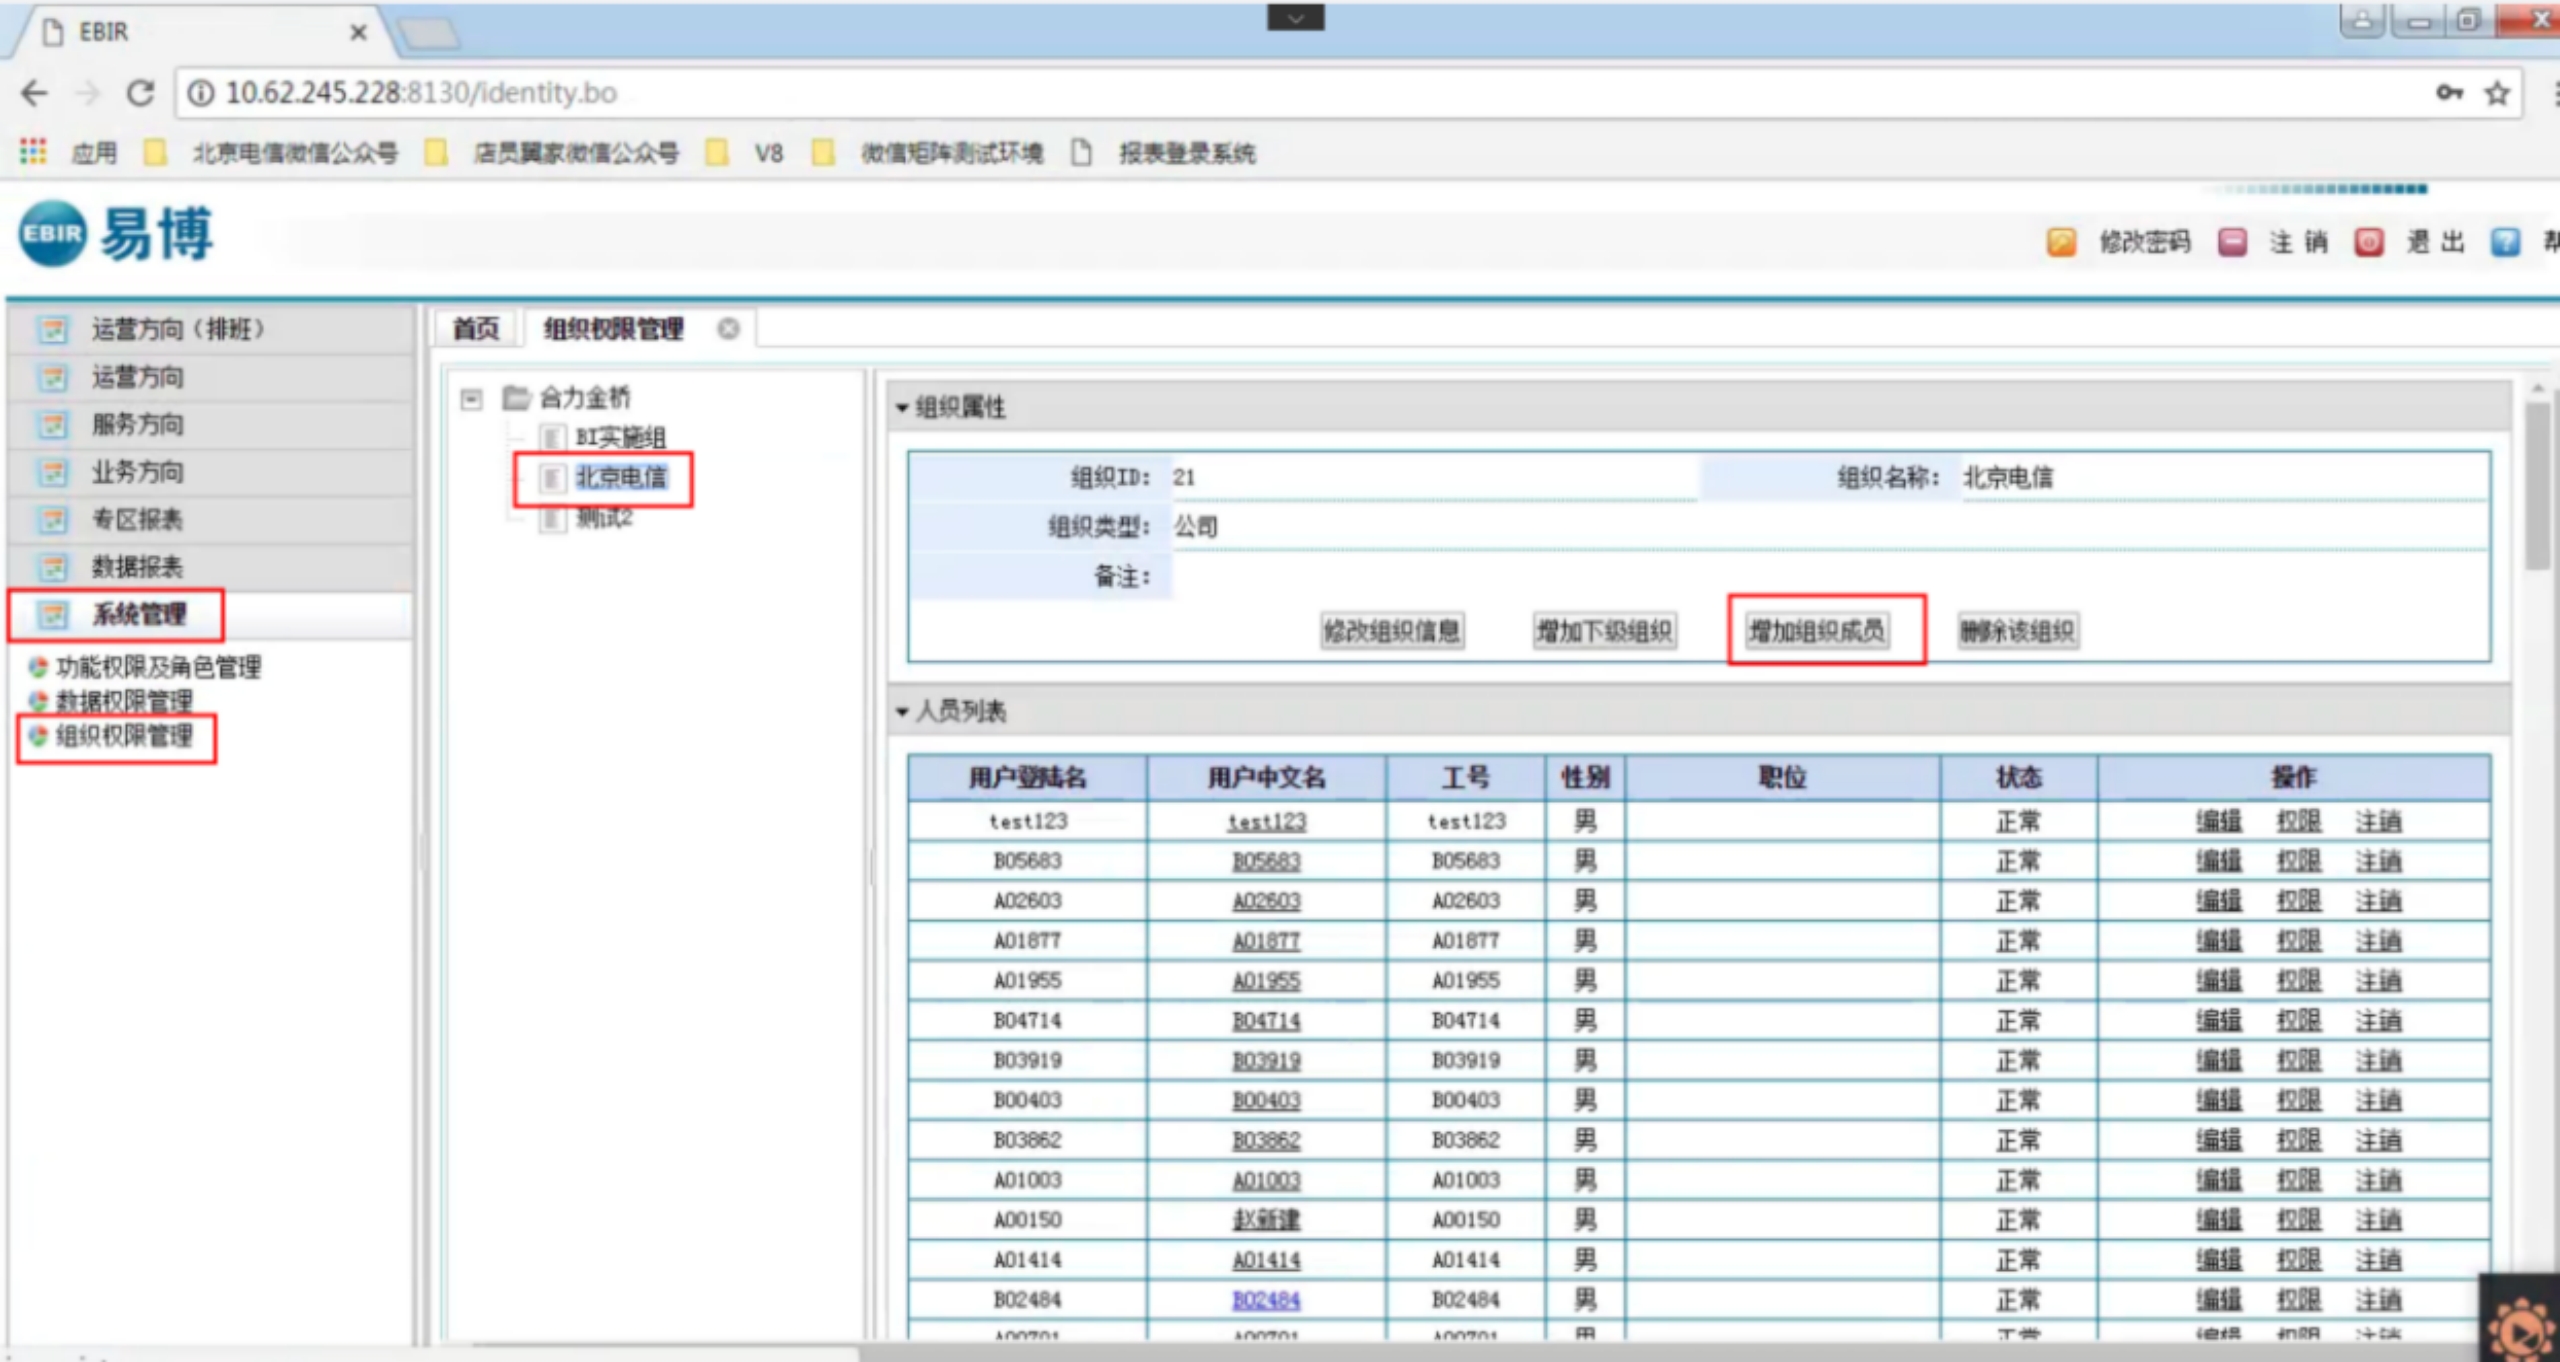 EBIR
10.62.245.228:8130/identity.bo
应用 北京电信微信公众号 店员翼家微信公众号 V8 微信矩阵测试环境 报表登录系统
EBIR 易博
修改密码 注 销 退 出
运营方向（排班）
运营方向
服务方向
业务方向
专区报表
数据报表
系统管理
功能权限及角色管理
数据权限管理
组织权限管理
首页 组织权限管理
合力金桥
BI实施组
北京电信
测试2
组织属性
组织ID: 21 组织名称: 北京电信
组织类型: 公司
备注:
修改组织信息 增加下级组织 增加组织成员 删除该组织
人员列表
用户登陆名 用户中文名 工号 性别 职位 状态 操作
test123 test123 test123 男 正常 编辑 权限 注销
B05683 B05683 B05683 男 正常 编辑 权限 注销
A02603 A02603 A02603 男 正常 编辑 权限 注销
A01877 A01877 A01877 男 正常 编辑 权限 注销
A01955 A01955 A01955 男 正常 编辑 权限 注销
B04714 B04714 B04714 男 正常 编辑 权限 注销
B03919 B03919 B03919 男 正常 编辑 权限 注销
B00403 B00403 B00403 男 正常 编辑 权限 注销
B03862 B03862 B03862 男 正常 编辑 权限 注销
A01003 A01003 A01003 男 正常 编辑 权限 注销
A00150 赵新建 A00150 男 正常 编辑 权限 注销
A01414 A01414 A01414 男 正常 编辑 权限 注销
B02484 B02484 B02484 男 正常 编辑 权限 注销